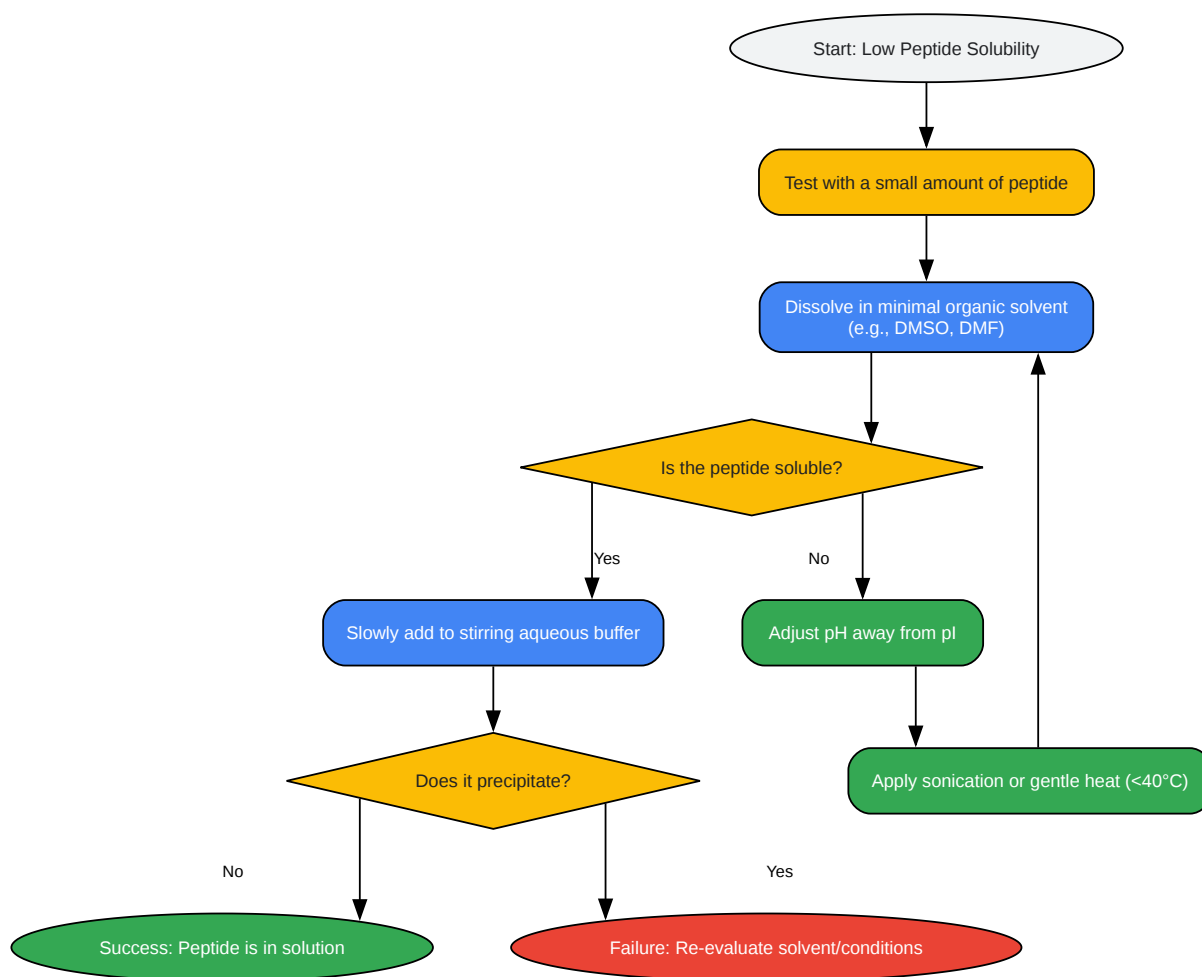 Start: Low Peptide Solubility
Test with a small amount of peptide
Dissolve in minimal organic solvent
(e.g., DMSO, DMF)
Is the peptide soluble?
Yes
No
Slowly add to stirring aqueous buffer
Adjust pH away from pI
Does it precipitate?
Apply sonication or gentle heat (<40°C)
No
Yes
Success: Peptide is in solution
Failure: Re-evaluate solvent/conditions